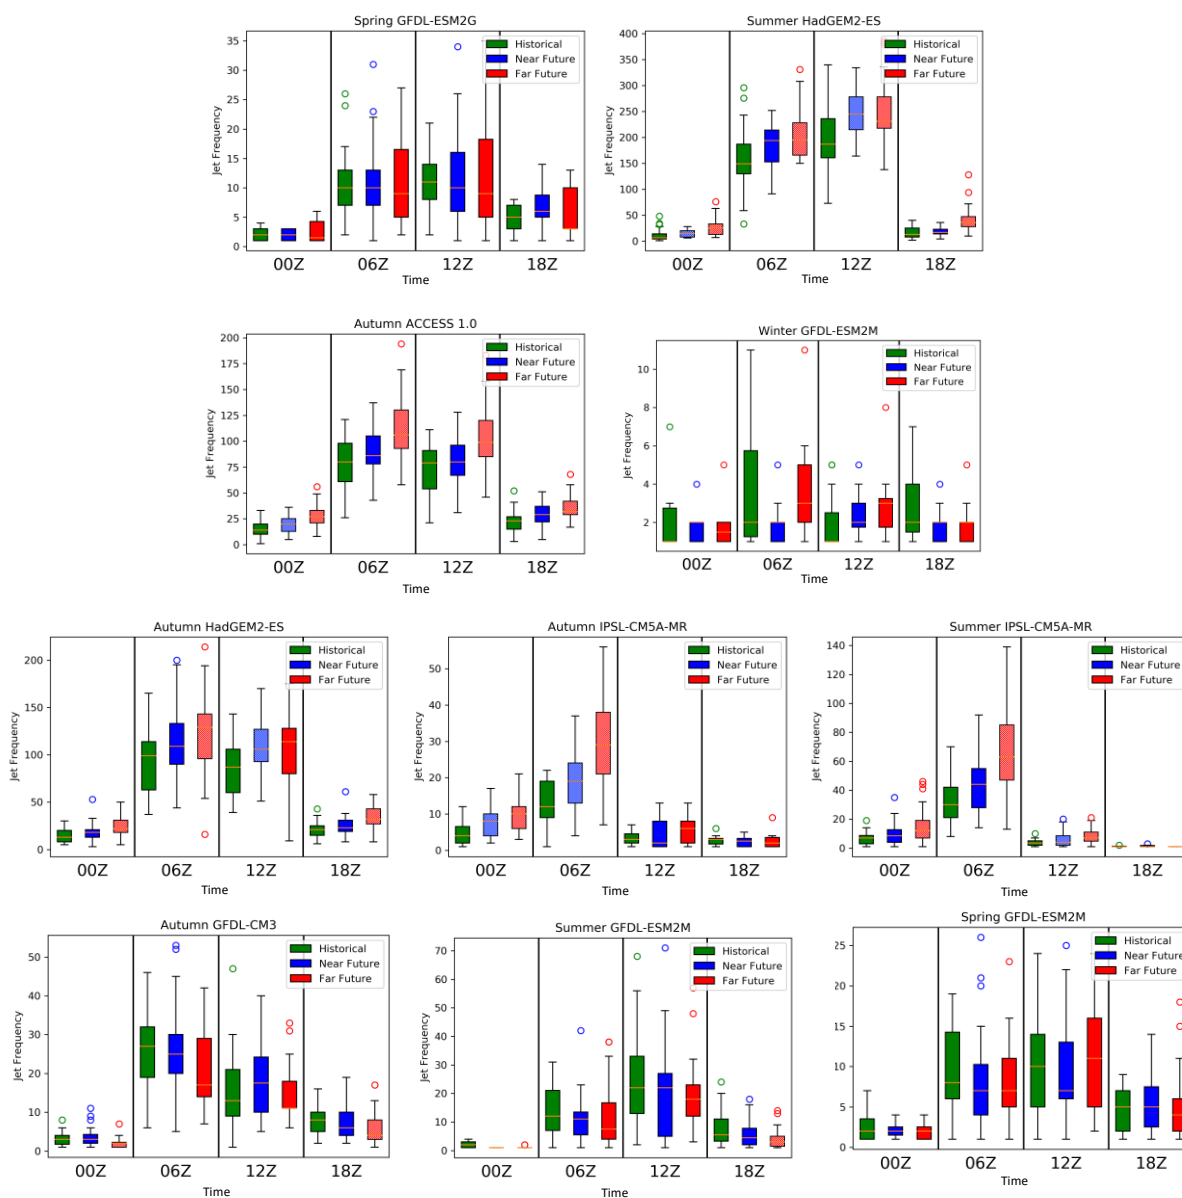 Spring GFDL-ESM2G
Jet Frequency
35
30
25
20
15
10
5
0
Historical
Near Future
Far Future
00Z 06Z 12Z 18Z
Time
Summer HadGEM2-ES
Jet Frequency
400
350
300
250
200
150
100
50
0
Historical
Near Future
Far Future
00Z 06Z 12Z 18Z
Time
Autumn ACCESS 1.0
Jet Frequency
200
175
150
125
100
75
50
25
0
Historical
Near Future
Far Future
00Z 06Z 12Z 18Z
Time
Winter GFDL-ESM2M
Jet Frequency
10
8
6
4
2
Historical
Near Future
Far Future
00Z 06Z 12Z 18Z
Time
Autumn HadGEM2-ES
Jet Frequency
200
150
100
50
0
Historical
Near Future
Far Future
00Z 06Z 12Z 18Z
Time
Autumn IPSL-CM5A-MR
Jet Frequency
50
40
30
20
10
0
Historical
Near Future
Far Future
00Z 06Z 12Z 18Z
Time
Summer IPSL-CM5A-MR
Jet Frequency
140
120
100
80
60
40
20
0
Historical
Near Future
Far Future
00Z 06Z 12Z 18Z
Time
Autumn GFDL-CM3
Jet Frequency
50
40
30
20
10
0
Historical
Near Future
Far Future
00Z 06Z 12Z 18Z
Time
Summer GFDL-ESM2M
Jet Frequency
70
60
50
40
30
20
10
0
Historical
Near Future
Far Future
00Z 06Z 12Z 18Z
Time
Spring GFDL-ESM2M
Jet Frequency
25
20
15
10
5
0
Historical
Near Future
Far Future
00Z 06Z 12Z 18Z
Time